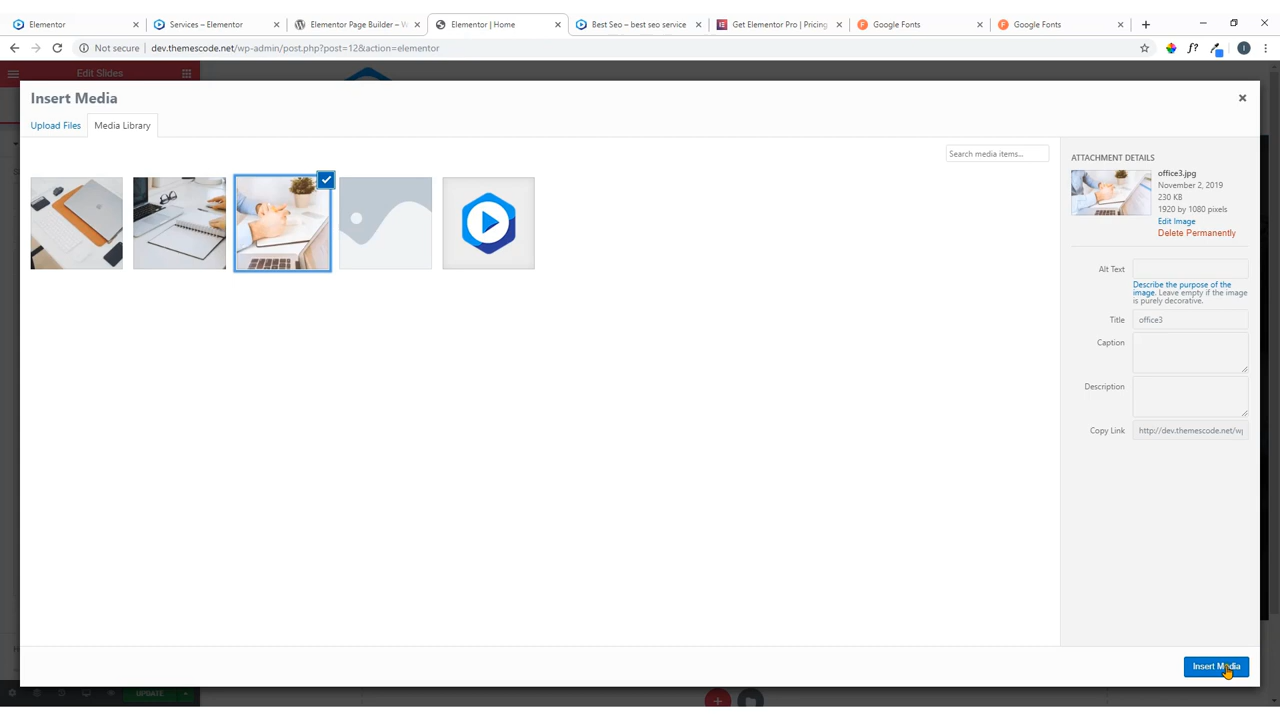 Elementor
Services – Elementor
Elementor Page Builder – W
Elementor | Home
Best Seo – best seo service
Get Elementor Pro | Pricing
Google Fonts
Google Fonts
Not secure
dev.themescode.net/wp-admin/post.php?post=12&action=elementor
f?
I
Edit Slides
Insert Media
Upload Files
Media Library
Search media items...
ATTACHMENT DETAILS
office3.jpg
November 2, 2019
230 KB
1920 by 1080 pixels
Edit Image
Delete Permanently
Alt Text
Describe the purpose of the
image. Leave empty if the image
is purely decorative.
Title
office3
Caption
Description
Copy Link
http://dev.themescode.net/wp
Insert Media
UPDATE